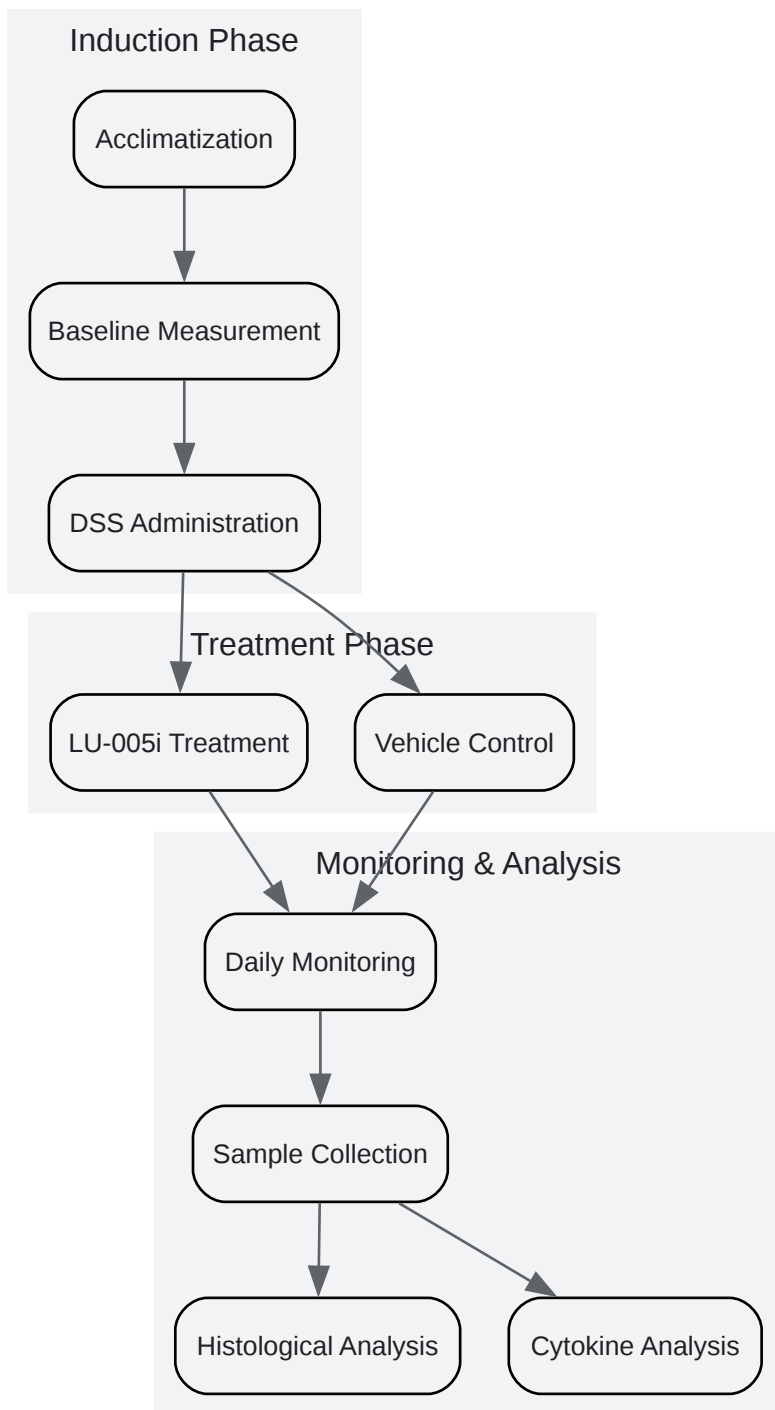 Induction Phase
Acclimatization
Baseline Measurement
DSS Administration
Treatment Phase
LU-005i Treatment
Vehicle Control
Monitoring & Analysis
Daily Monitoring
Sample Collection
Histological Analysis
Cytokine Analysis